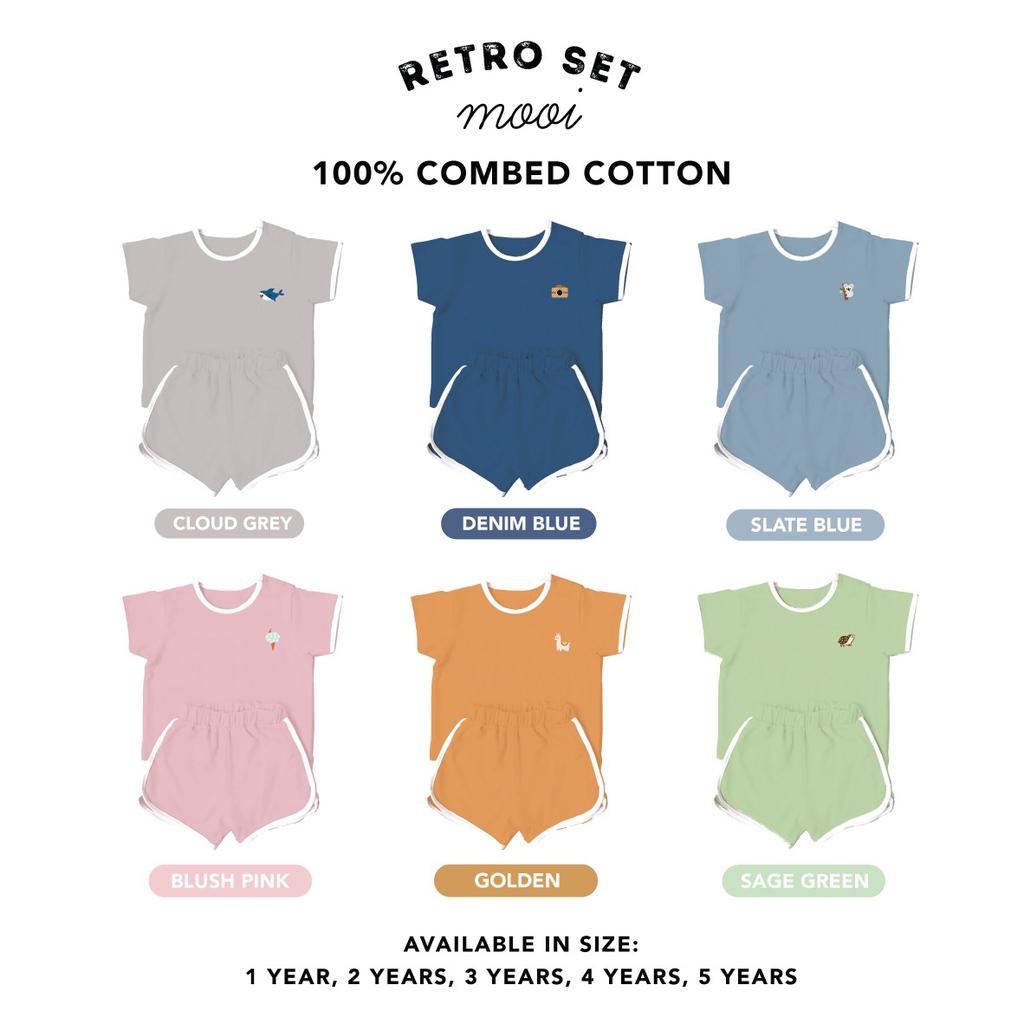 RETRO SET
mooi
100% COMBED COTTON
CLOUD GREY
DENIM BLUE
SLATE BLUE
BLUSH PINK
GOLDEN
SAGE GREEN
AVAILABLE IN SIZE:
1 YEAR, 2 YEARS, 3 YEARS, 4 YEARS, 5 YEARS